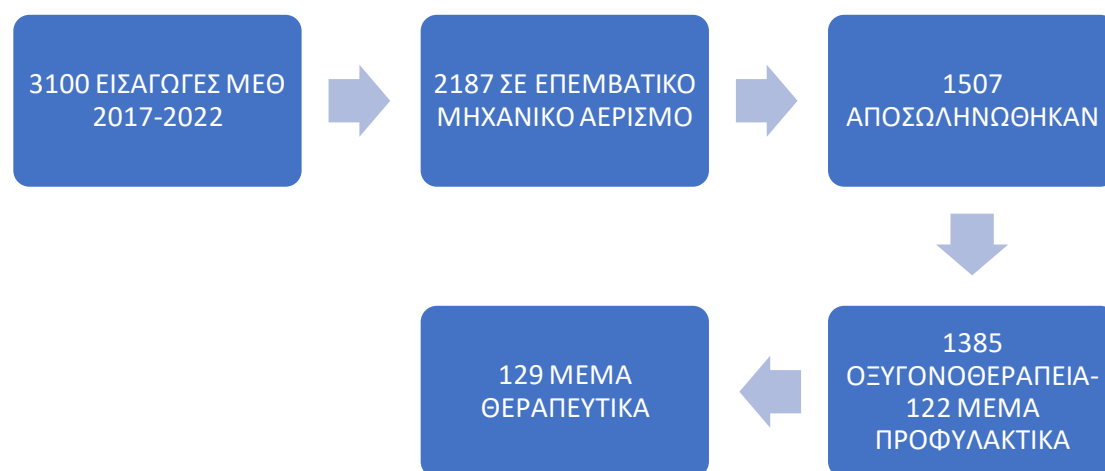 3100 ΕΙΣΑΓΩΓΕΣ ΜΕΘ
2017-2022
2187 ΣΕ ΕΠΕΜΒΑΤΙΚΟ
ΜΗΧΑΝΙΚΟ ΑΕΡΙΣΜΟ
1507
ΑΠΟΣΩΛΗΝΩΘΗΚΑΝ
1385
ΟΞΥΓΟΝΟΘΕΡΑΠΕΙΑ-
122 ΜΕΜΑ
ΠΡΟΦΥΛΑΚΤΙΚΑ
129 ΜΕΜΑ
ΘΕΡΑΠΕΥΤΙΚΑ